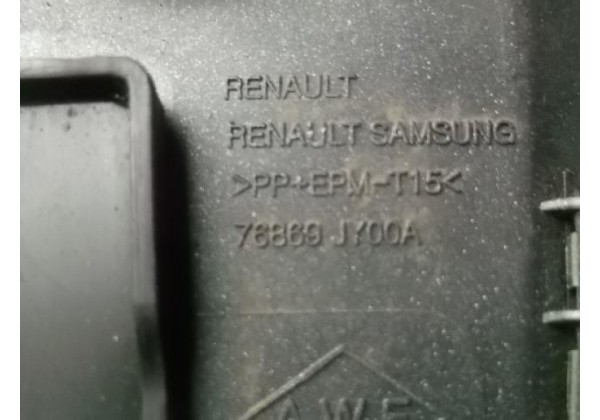 RENAULT
RENAULT SAMSUNG
>PP+EPM-T15<
76869 JY00A
A.W.F